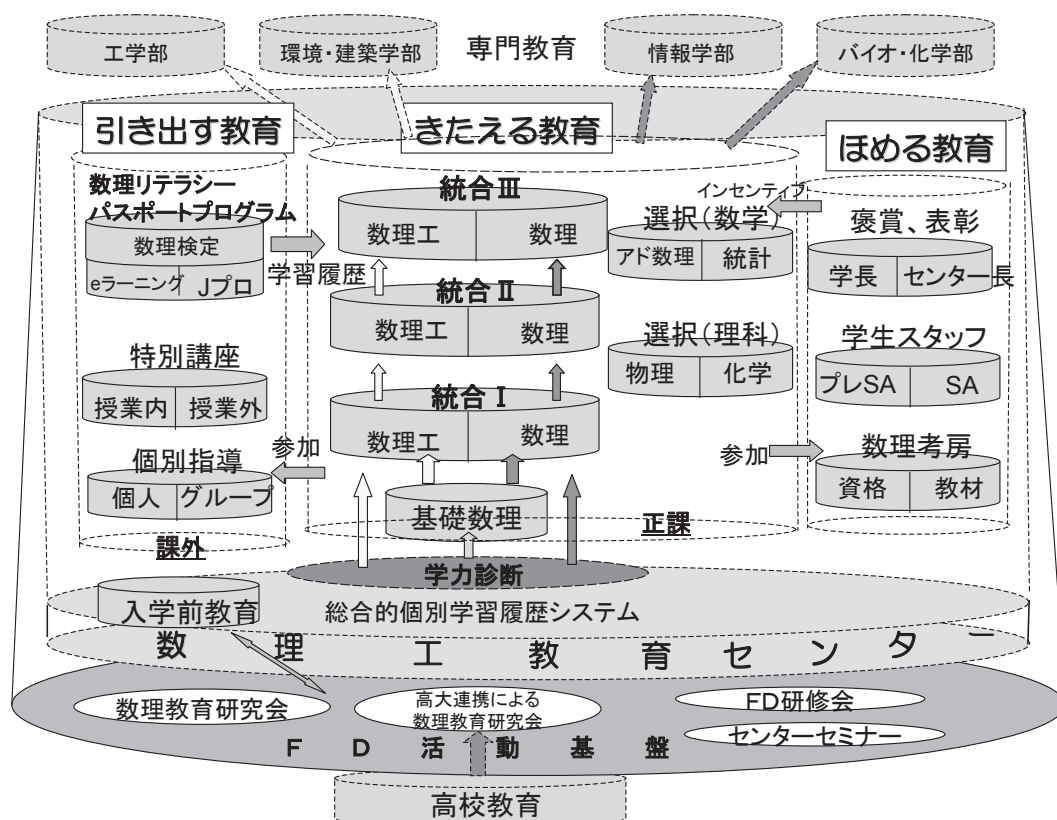 工学部
環境・建築学部
専門教育
情報学部
バイオ・化学部
引き出す教育
きたえる教育
ほめる教育
数理リテラシー
パスポートプログラム
数理検定
eラーニング
Jプロ
学習履歴
特別講座
授業内
授業外
個別指導
個人
グループ
参加
課外
統合Ⅲ
数理工
数理
統合Ⅱ
数理工
数理
統合Ⅰ
数理工
数理
基礎数理
正課
インセンティブ
選択(数学)
アド数理
統計
選択(理科)
物理
化学
参加
褒賞、表彰
学長
センター長
学生スタッフ
プレSA
SA
数理考房
資格
教材
学力診断
入学前教育
総合的個別学習履歴システム
数理工教育センター
数理教育研究会
高大連携による
数理教育研究会
FD研修会
センターセミナー
FD活動基盤
高校教育